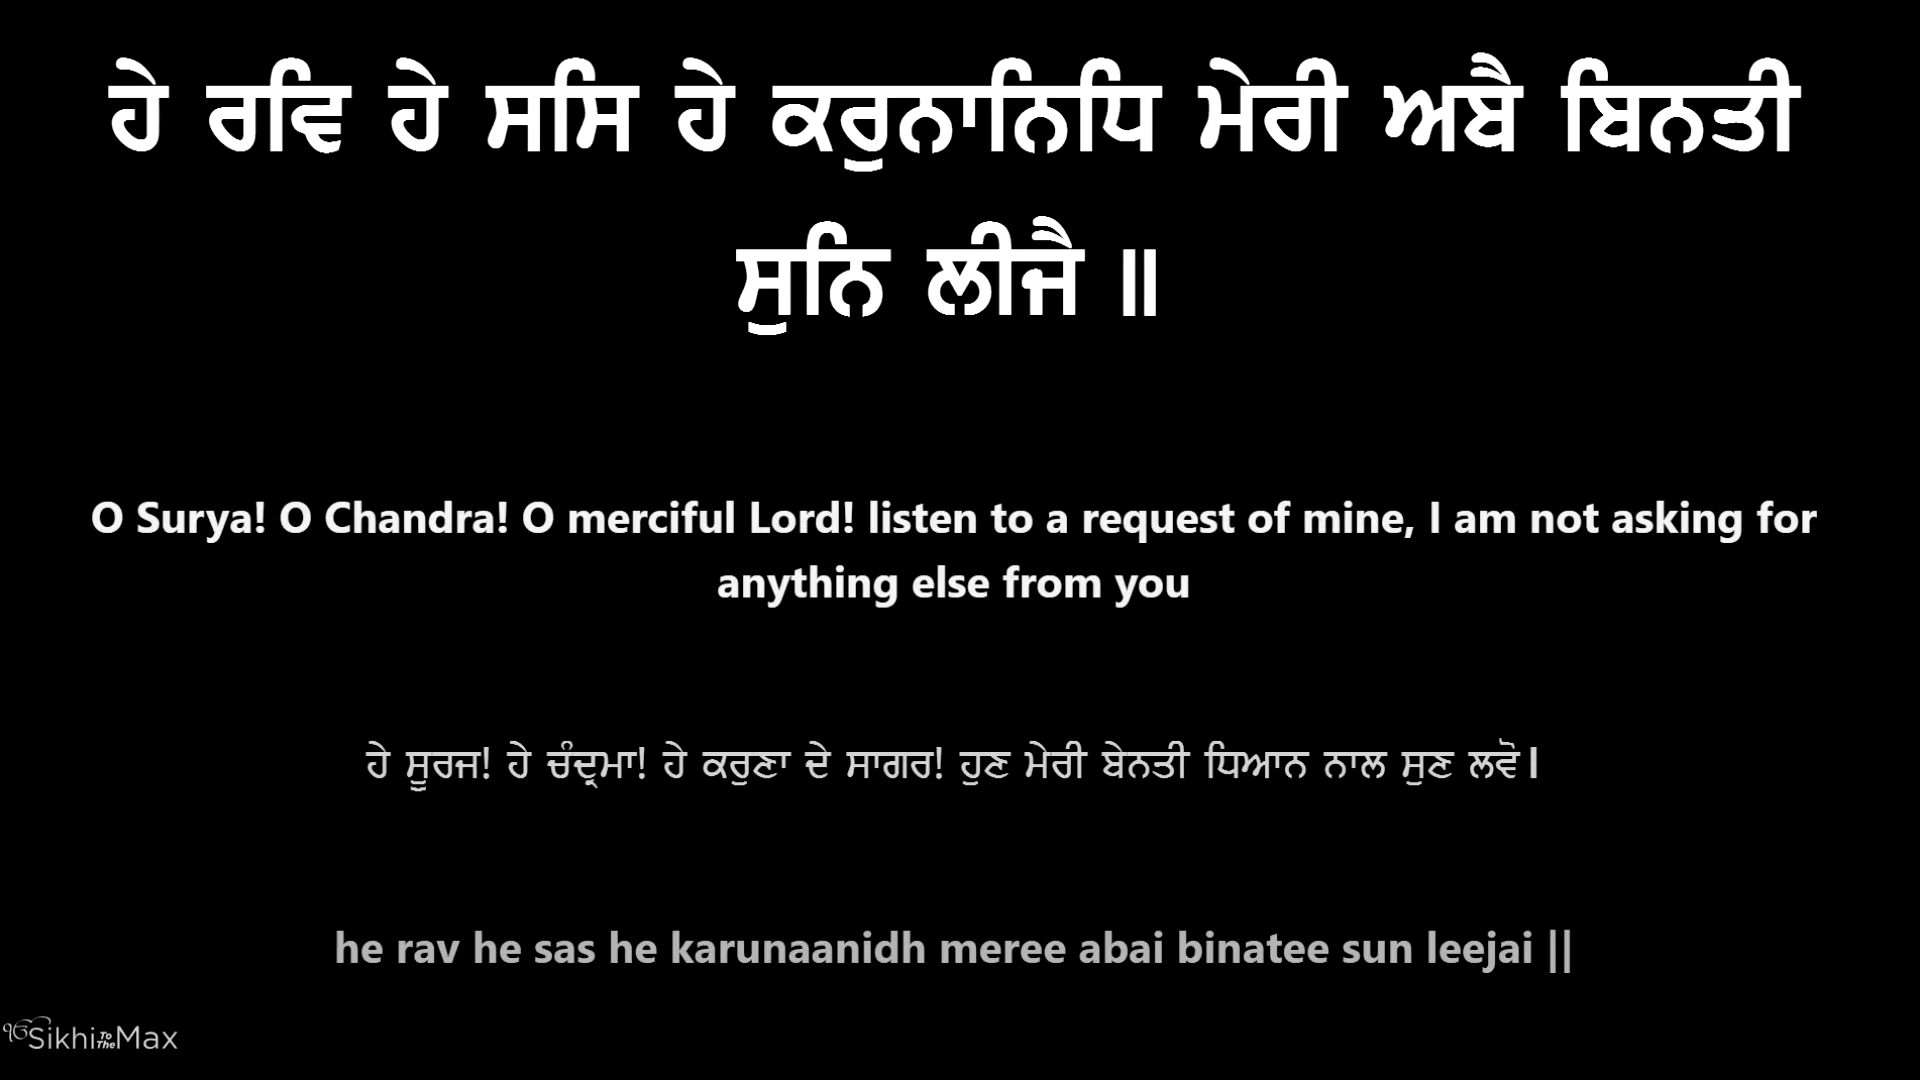 ਹੇ ਰਵਿ ਹੇ ਸਸਿ ਹੇ ਕਰੁਨਾਨਿਧਿ ਮੇਰੀ ਅਬੈ ਬਿਨਤੀ
ਸੁਨਿ ਲੀਜੈ ॥
O Surya! O Chandra! O merciful Lord! listen to a request of mine, I am not asking for
anything else from you
ਹੇ ਸੂਰਜ! ਹੇ ਚੰਦ੍ਰਮਾ! ਹੇ ਕਰੁਣਾ ਦੇ ਸਾਗਰ! ਹੁਣ ਮੇਰੀ ਬੇਨਤੀ ਧਿਆਨ ਨਾਲ ਸੁਣ ਲਵੋ।
he rav he sas he karunaanidh meree abai binatee sun leejai ||
ੴSikhiToTheMax